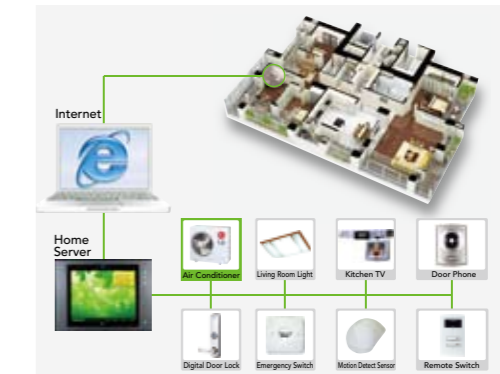 Internet
Home
Server
Air Conditioner
Living Room Light
Kitchen TV
Door Phone
Digital Door Lock
Emergency Switch
Motion Detect Sensor
Remote Switch